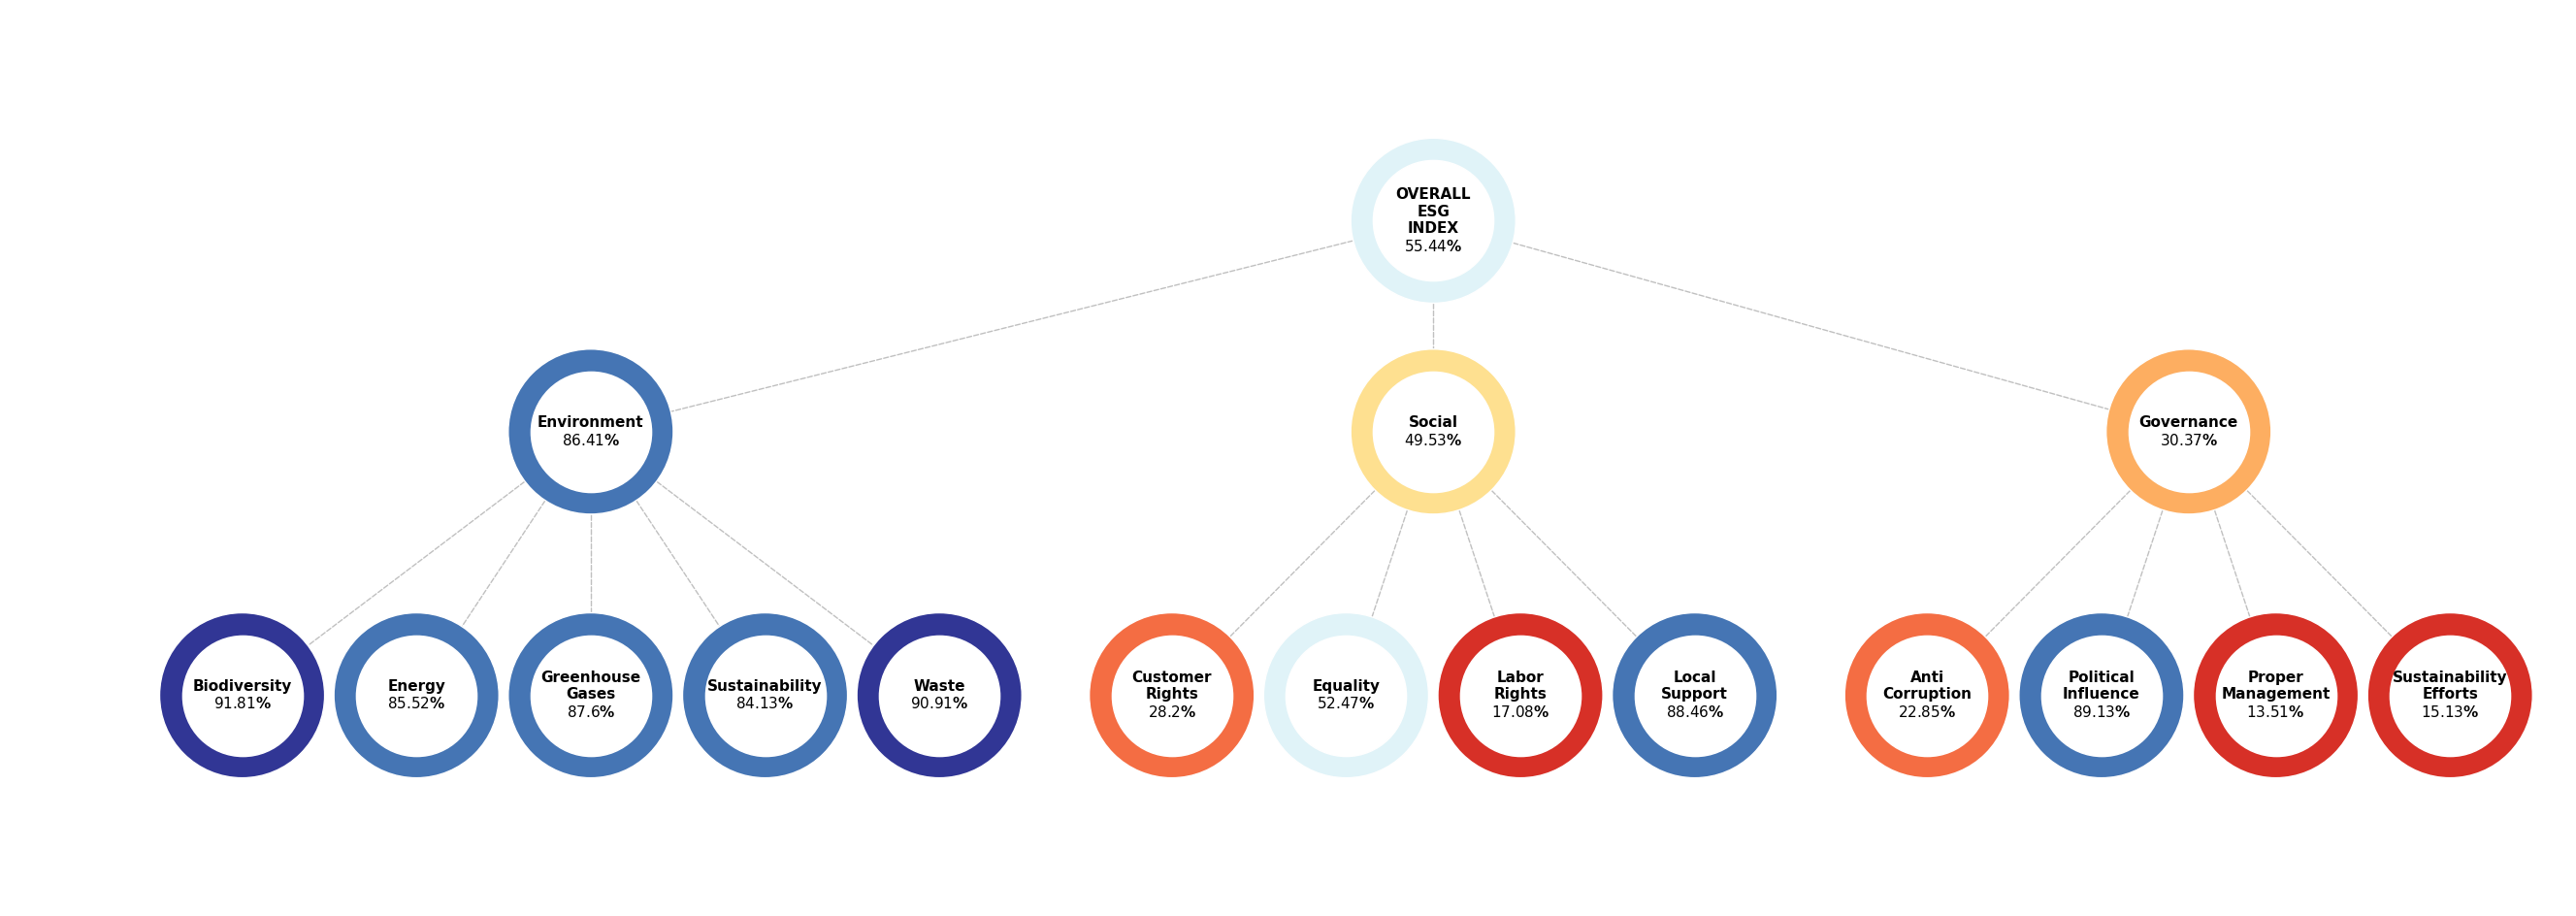 OVERALL
ESG
INDEX
55.44%
Environment
86.41%
Social
49.53%
Governance
30.37%
Biodiversity
91.81%
Energy
85.52%
Greenhouse
Gases
87.6%
Sustainability
84.13%
Waste
90.91%
Customer
Rights
28.2%
Equality
52.47%
Labor
Rights
17.08%
Local
Support
88.46%
Anti
Corruption
22.85%
Political
Influence
89.13%
Proper
Management
13.51%
Sustainability
Efforts
15.13%